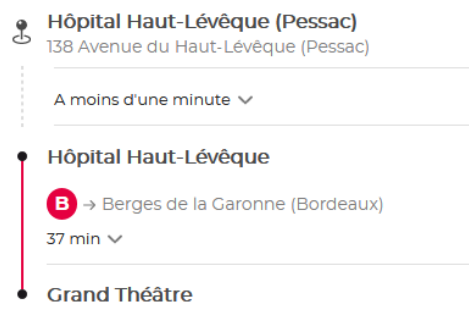 Hôpital Haut-Lévêque (Pessac)
138 Avenue du Haut-Lévêque (Pessac)
A moins d'une minute
Hôpital Haut-Lévêque
B → Berges de la Garonne (Bordeaux)
37 min
Grand Théâtre